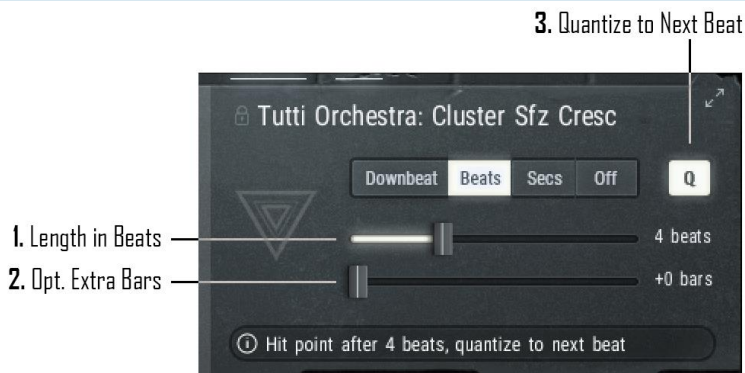 3. Quantize to Next Beat
Tutti Orchestra: Cluster Sfz Cresc
Downbeat Beats Secs Off Q
1. Length in Beats
4 beats
2. Opt. Extra Bars
+0 bars
Hit point after 4 beats, quantize to next beat